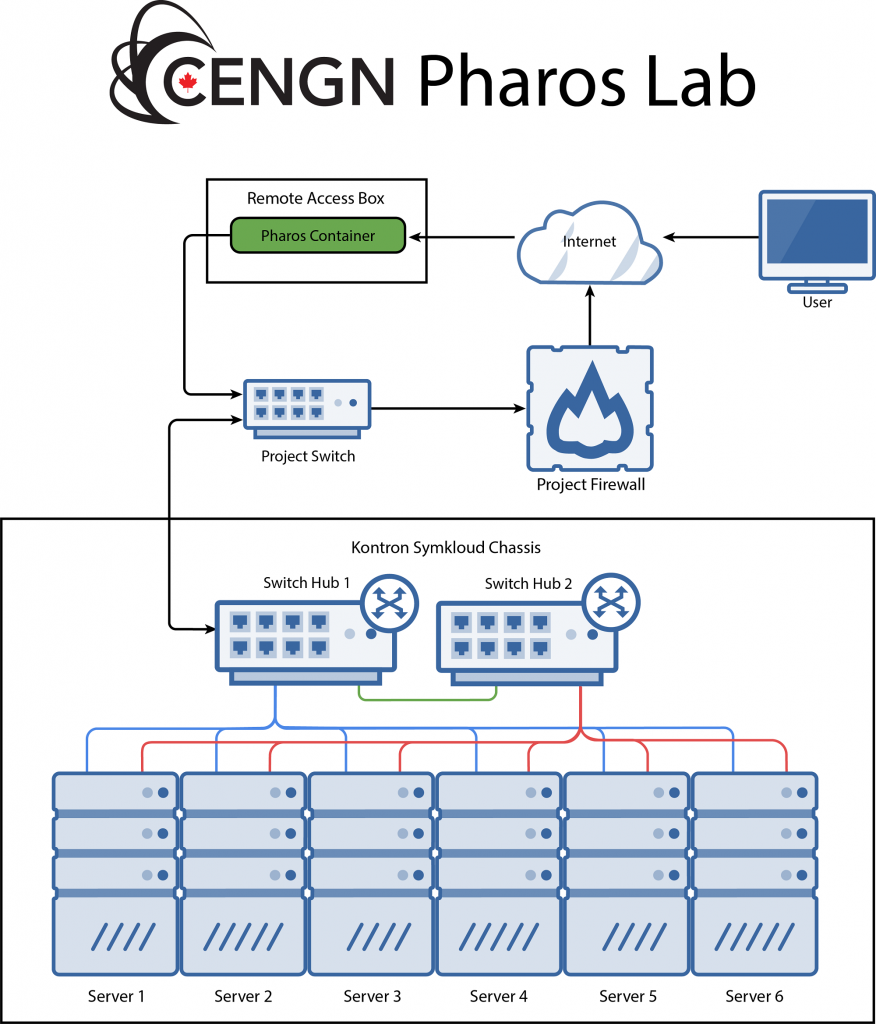 CENGN Pharos Lab
Remote Access Box
Pharos Container
Internet
User
Project Switch
Project Firewall
Kontron Symkloud Chassis
Switch Hub 1
Switch Hub 2
Server 1
Server 2
Server 3
Server 4
Server 5
Server 6